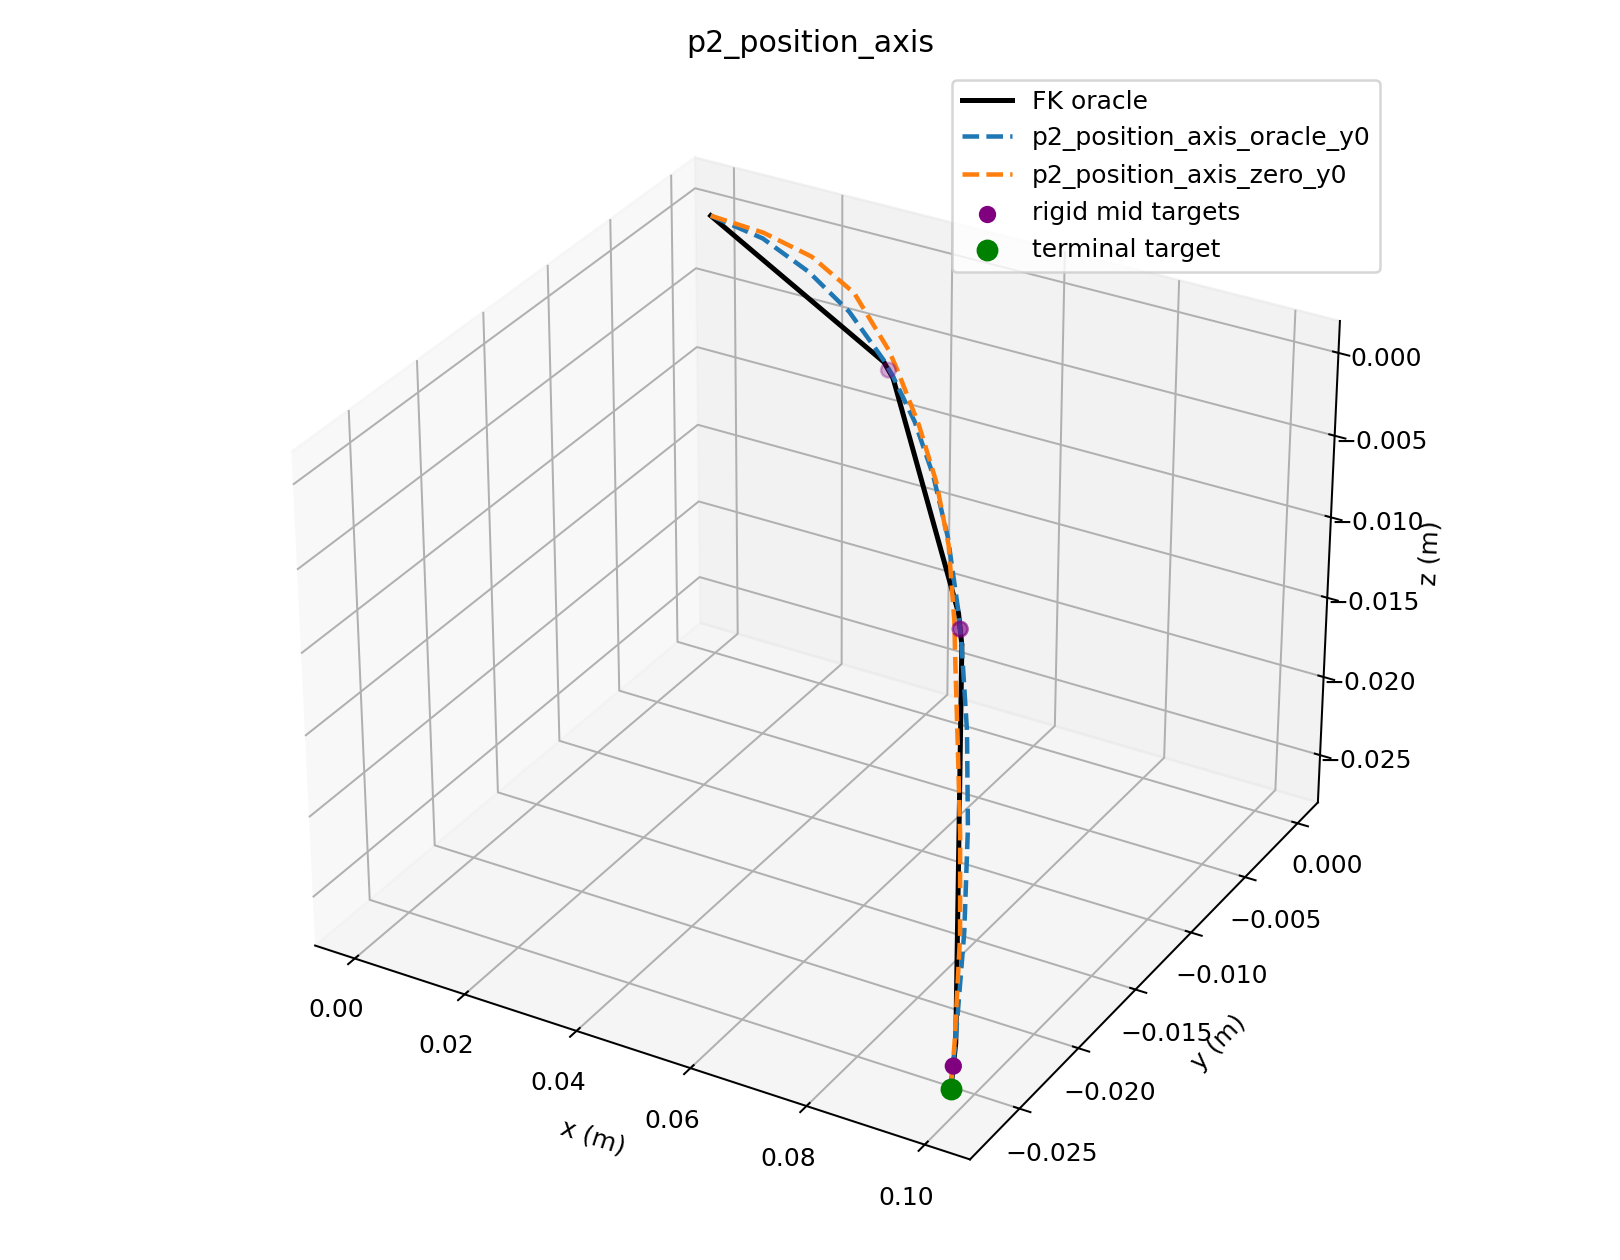 p2_position_axis
FK oracle
p2_position_axis_oracle_y0
p2_position_axis_zero_y0
rigid mid targets
terminal target
0.000
−0.005
−0.010
−0.015
−0.020
−0.025
z (m)
0.000
−0.005
−0.010
−0.015
−0.020
−0.025
y (m)
0.00
0.02
0.04
0.06
0.08
0.10
x (m)